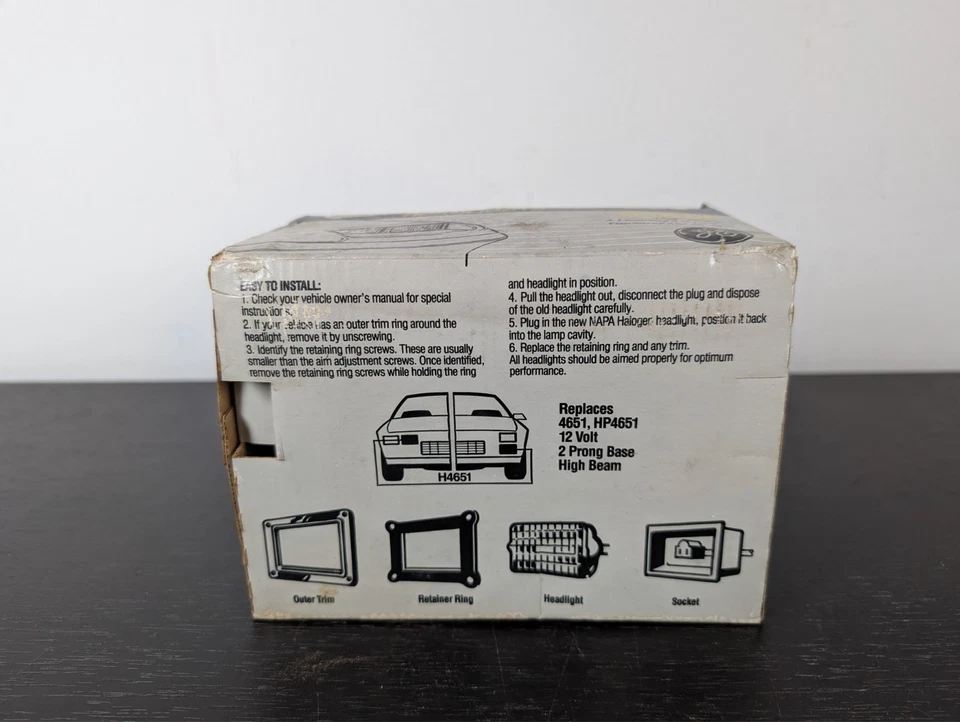 EASY TO INSTALL:
1. Check your vehicle owner's manual for special
instructions.
2. If your vehicle has an outer trim ring around the
headlight, remove it by unscrewing.
3. Identify the retaining ring screws. These are usually
smaller than the aim adjustment screws. Once identified,
remove the retaining ring screws while holding the ring
and headlight in position.
4. Pull the headlight out, disconnect the plug and dispose
of the old headlight carefully.
5. Plug in the new NAPA Halogen headlight, position it back
into the lamp cavity.
6. Replace the retaining ring and any trim.
All headlights should be aimed properly for optimum
performance.
H4651
Replaces
4651, HP4651
12 Volt
2 Prong Base
High Beam
Outer Trim
Retainer Ring
Headlight
Socket